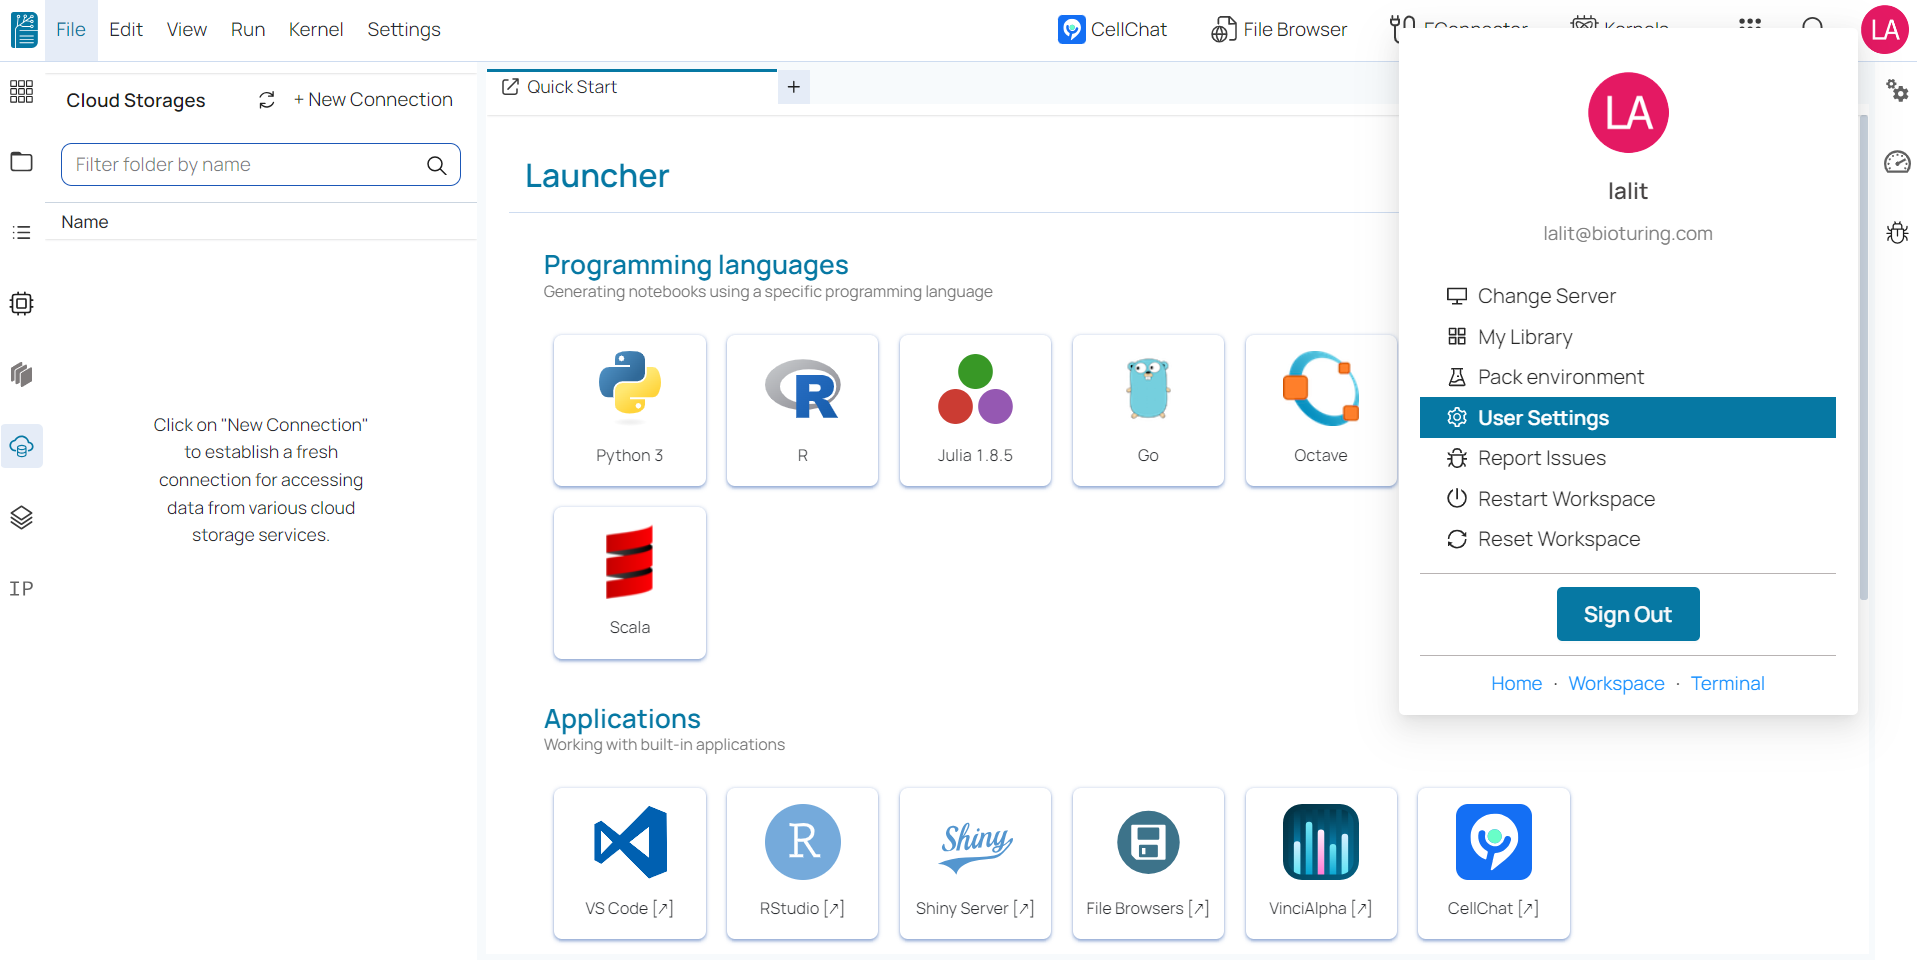 File Edit View Run Kernel Settings CellChat File Browser LA
Cloud Storages + New Connection
Filter folder by name
Name
Click on "New Connection"
to establish a fresh
connection for accessing
data from various cloud
storage services.
IP
Quick Start +
Launcher
Programming languages
Generating notebooks using a specific programming language
Python 3 R Julia 1.8.5 Go Octave
Scala
Applications
Working with built-in applications
VS Code [↗] RStudio [↗] Shiny Server [↗] File Browsers [↗] VinciAlpha [↗] CellChat [↗]
R
Shiny
LA
lalit
lalit@bioturing.com
Change Server
My Library
Pack environment
User Settings
Report Issues
Restart Workspace
Reset Workspace
Sign Out
Home · Workspace · Terminal